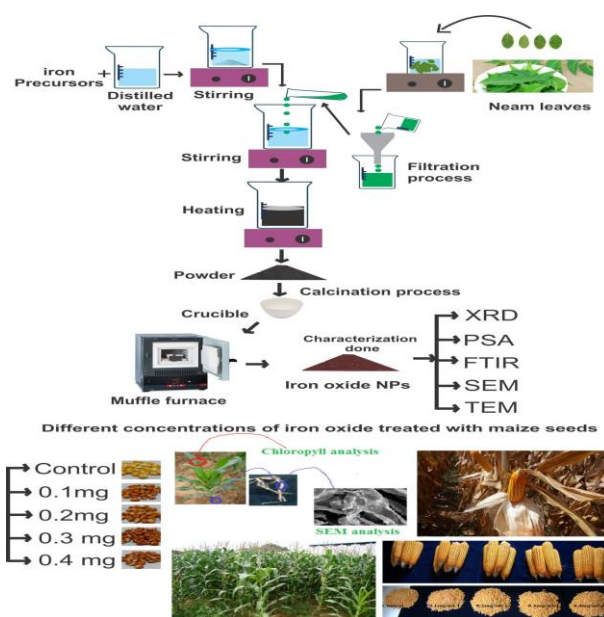 iron
Precursors
+
Distilled
water
Stirring
Neam leaves
Stirring
Filtration
process
Heating
Powder
Calcination process
Crucible
Muffle furnace
Characterization
done
Iron oxide NPs
XRD
PSA
FTIR
SEM
TEM
Different concentrations of iron oxide treated with maize seeds
Control
0.1mg
0.2mg
0.3 mg
0.4 mg
Chloropyll analysis
SEM analysis